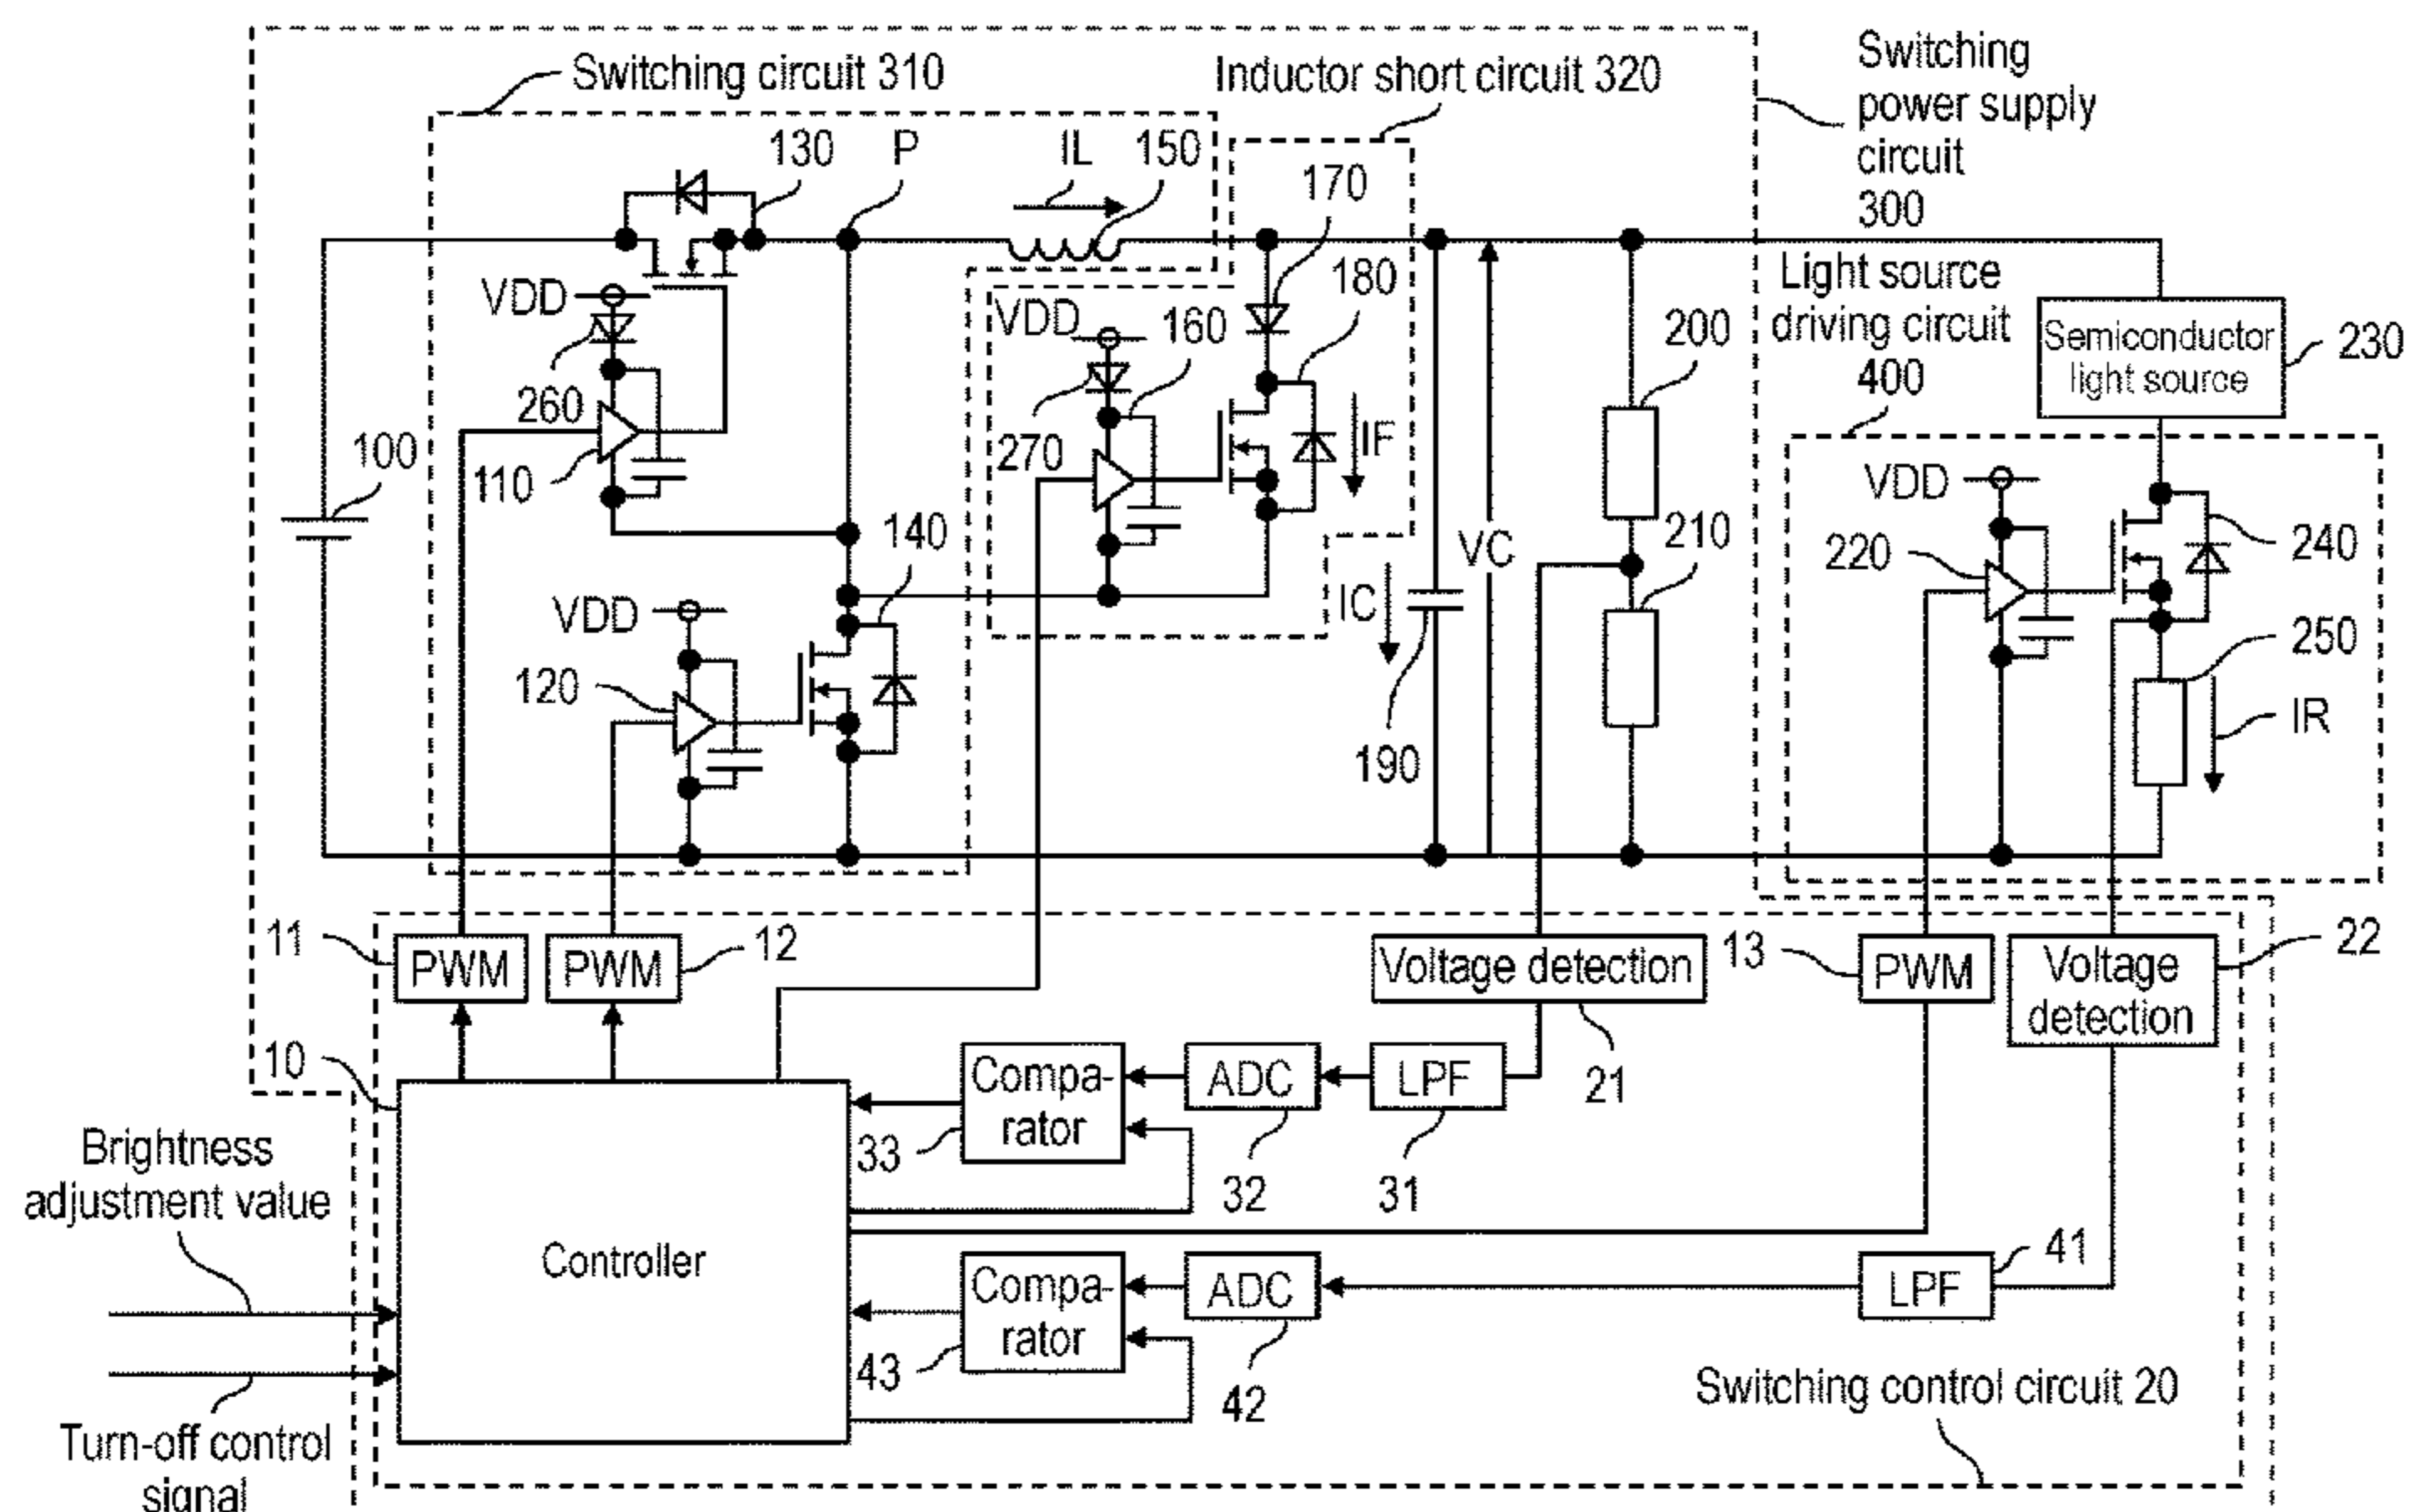 Switching circuit 310
Inductor short circuit 320
Switching
power supply
circuit
300
130
P
IL
150
170
VDD
260
110
100
VDD
160
180
270
IF
200
210
VC
IC
190
Light source
driving circuit
400
Semiconductor
light source
230
VDD
140
120
VDD
220
240
250
IR
11
PWM
PWM
12
Voltage detection
21
13
PWM
Voltage
detection
22
10
Compa-
rator
33
ADC
32
LPF
31
Brightness
adjustment value
Controller
Compa-
rator
43
ADC
42
LPF
41
Turn-off control
signal
Switching control circuit 20